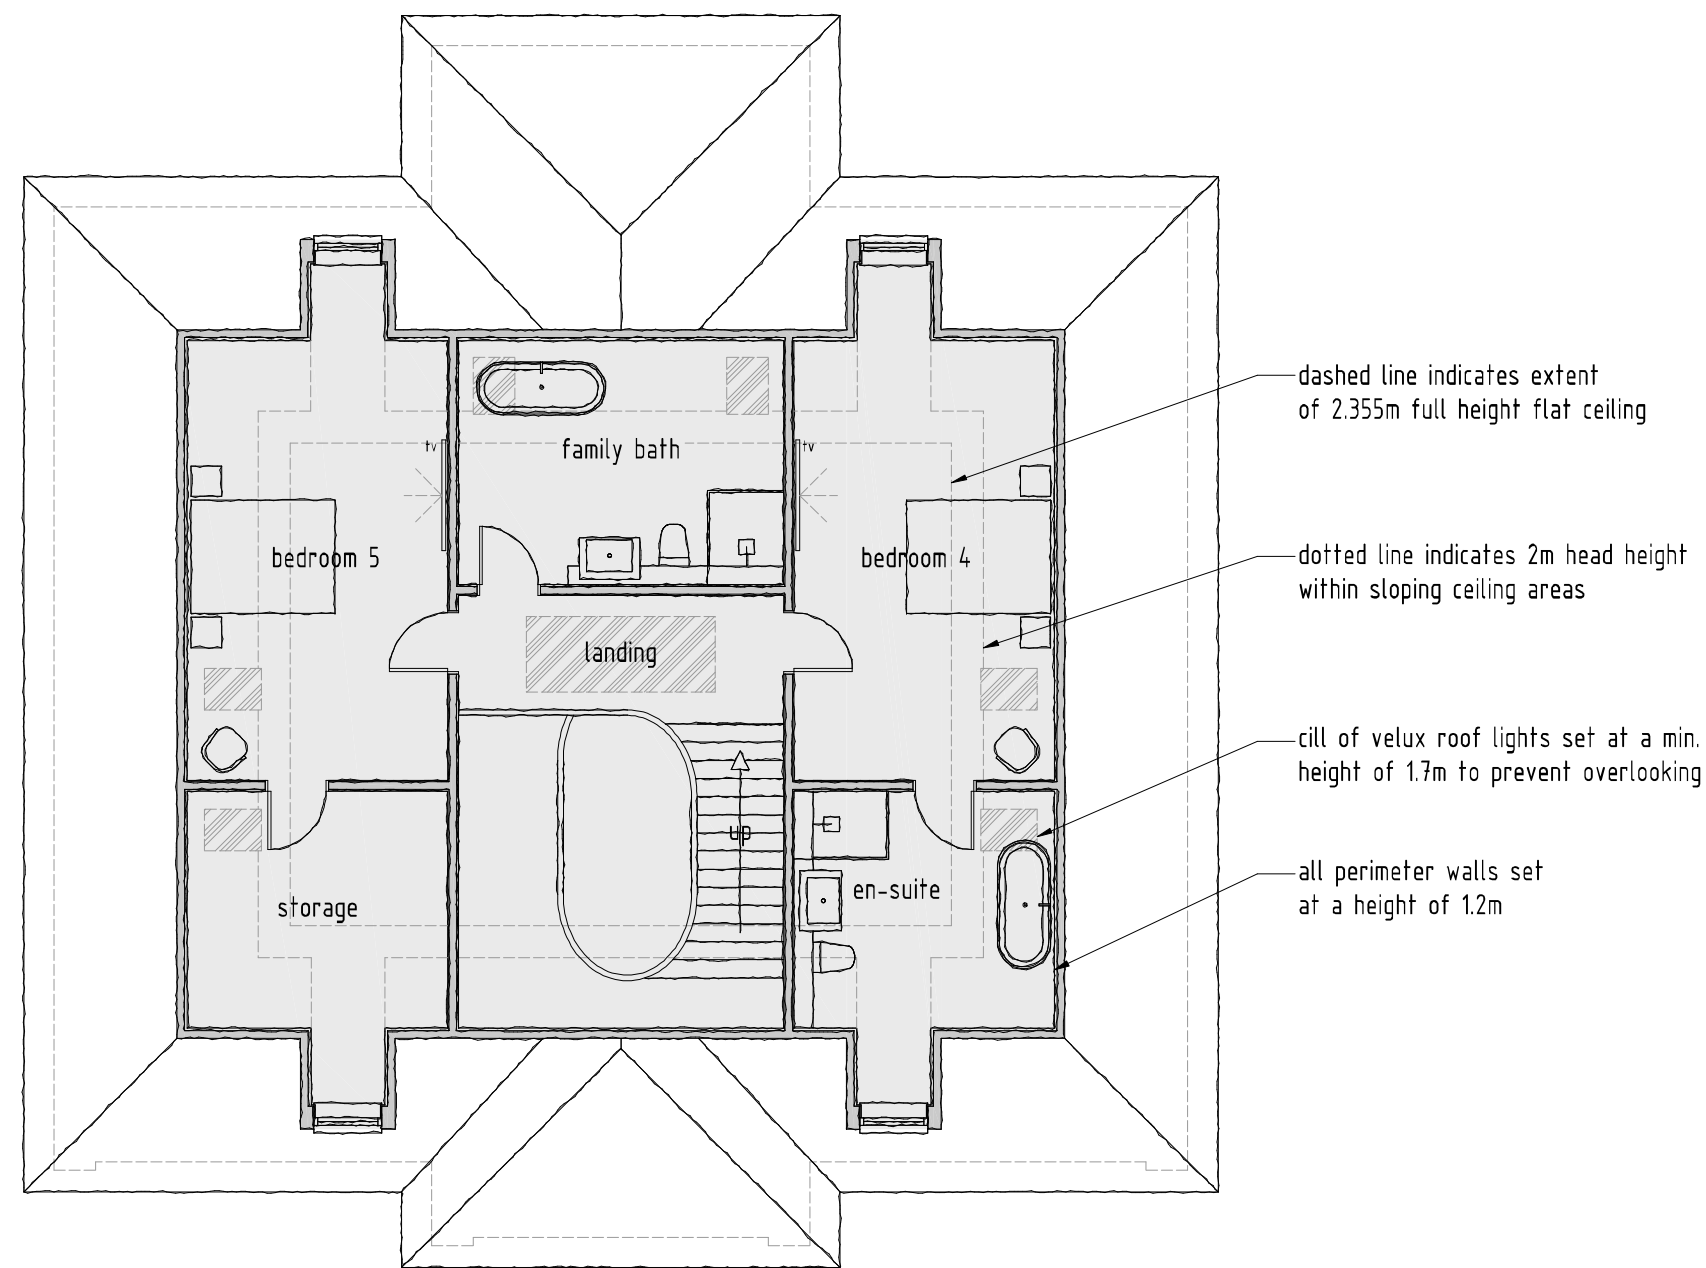 dashed line indicates extent
of 2.355m full height flat ceiling
tv
family bath
tv
bedroom 5
bedroom 4
dotted line indicates 2m head height
within sloping ceiling areas
landing
cill of velux roof lights set at a min.
height of 1.7m to prevent overlooking
up
all perimeter walls set
at a height of 1.2m
en-suite
storage